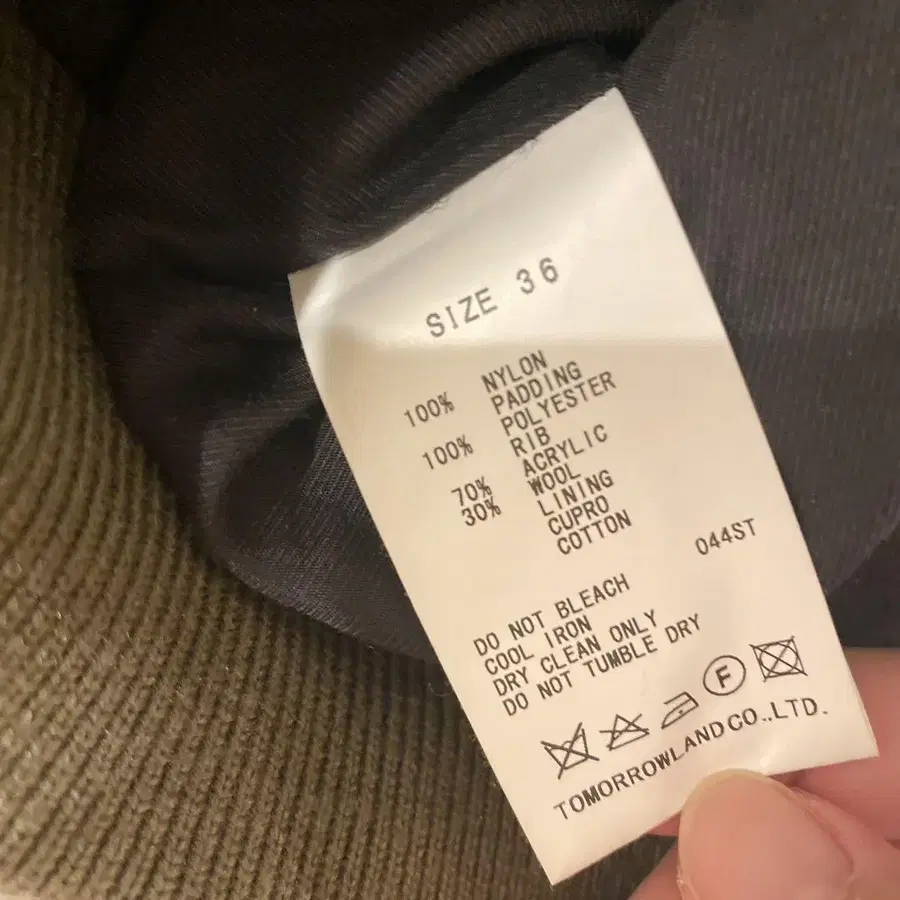 SIZE 36
NYLON
100% PADDING
POLYESTER
100% RIB
ACRYLIC
70% WOOL
30% LINING
CUPRO
COTTON
044ST
DO NOT BLEACH
COOL IRON
DRY CLEAN ONLY
DO NOT TUMBLE DRY
F
TOMORROWLAND CO.,LTD.